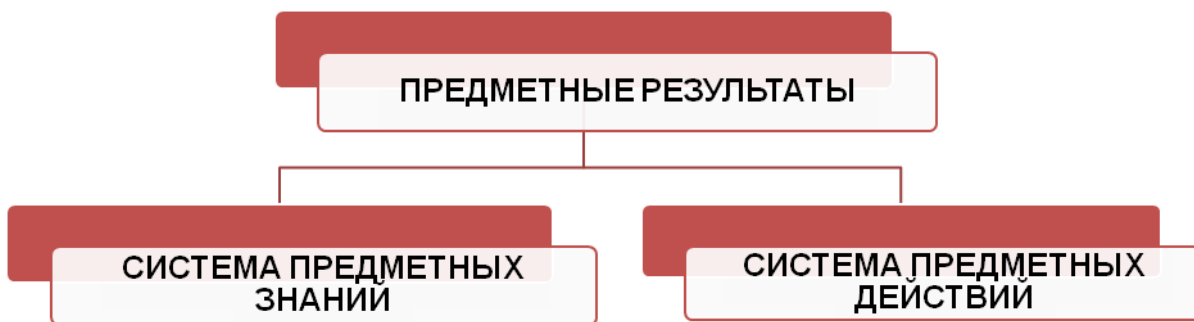 ПРЕДМЕТНЫЕ РЕЗУЛЬТАТЫ
СИСТЕМА ПРЕДМЕТНЫХ
ЗНАНИЙ
СИСТЕМА ПРЕДМЕТНЫХ
ДЕЙСТВИЙ